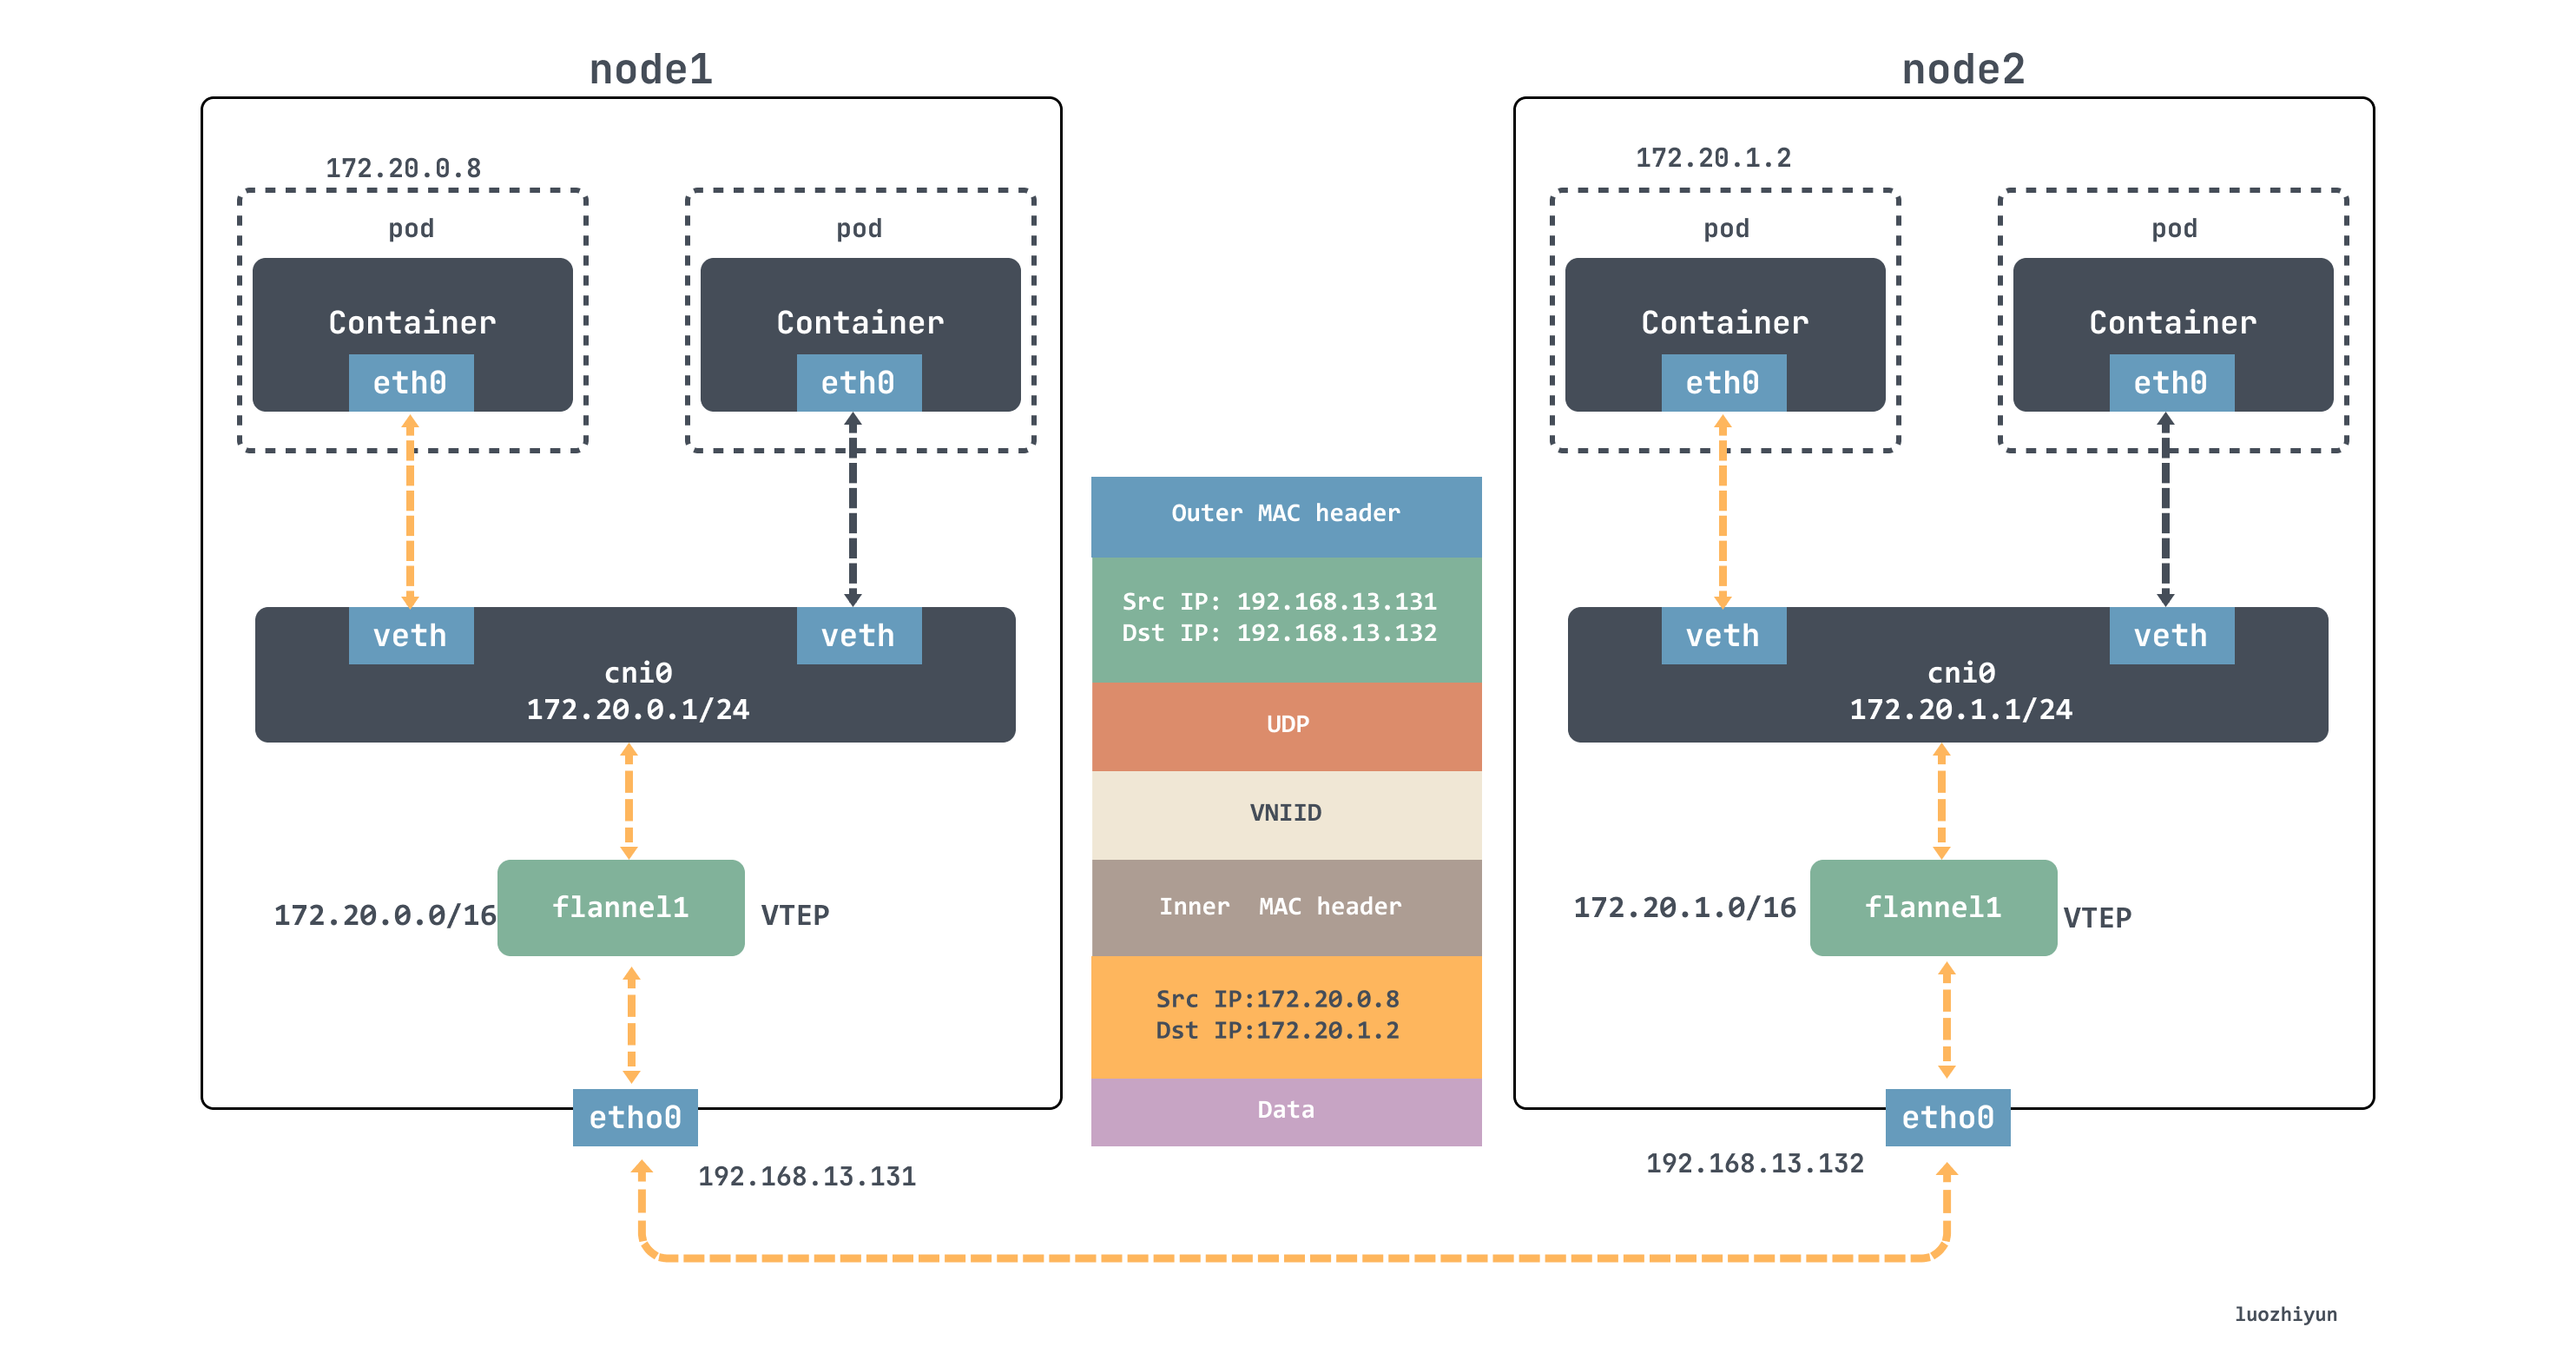 node1
172.20.0.8
pod
Container
eth0
pod
Container
eth0
veth
veth
cni0
172.20.0.1/24
172.20.0.0/16
flannel1
VTEP
etho0
192.168.13.131
Outer MAC header
Src IP: 192.168.13.131
Dst IP: 192.168.13.132
UDP
VNIID
Inner MAC header
Src IP:172.20.0.8
Dst IP:172.20.1.2
Data
node2
172.20.1.2
pod
Container
eth0
pod
Container
eth0
veth
veth
cni0
172.20.1.1/24
172.20.1.0/16
flannel1
VTEP
etho0
192.168.13.132
luozhiyun